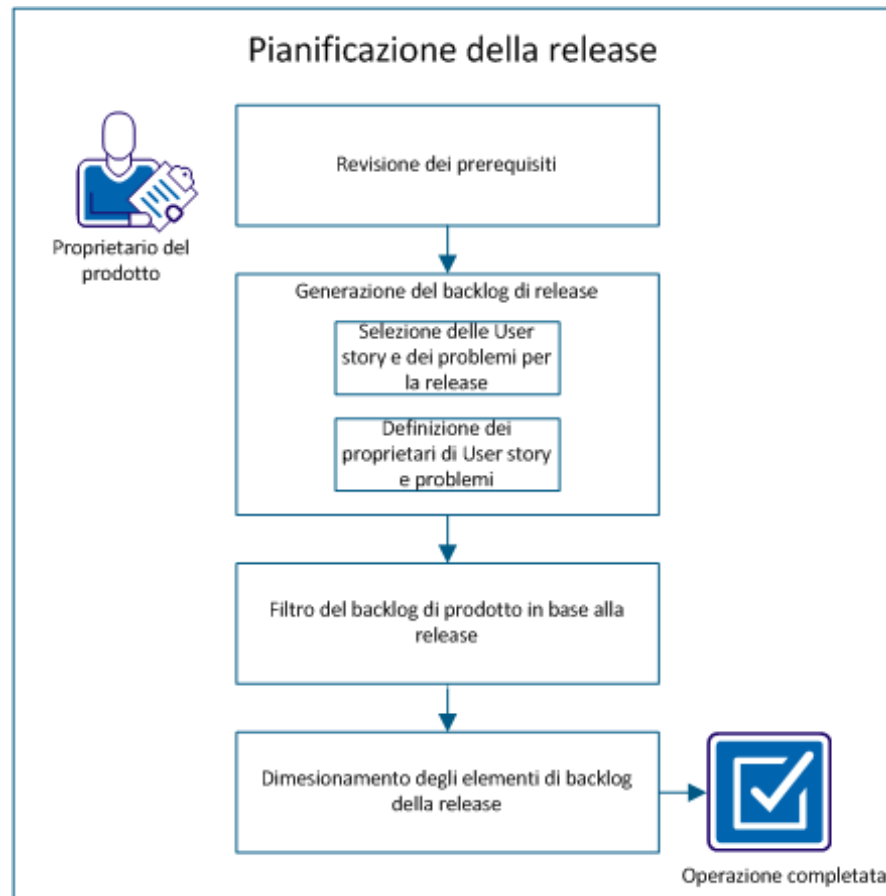 Pianificazione della release
Revisione dei prerequisiti
Proprietario del
prodotto
Generazione del backlog di release
Selezione delle User
story e dei problemi per
la release
Definizione dei
proprietari di User story
e problemi
Filtro del backlog di prodotto in base alla
release
Dimesionamento degli elementi di backlog
della release
Operazione completata